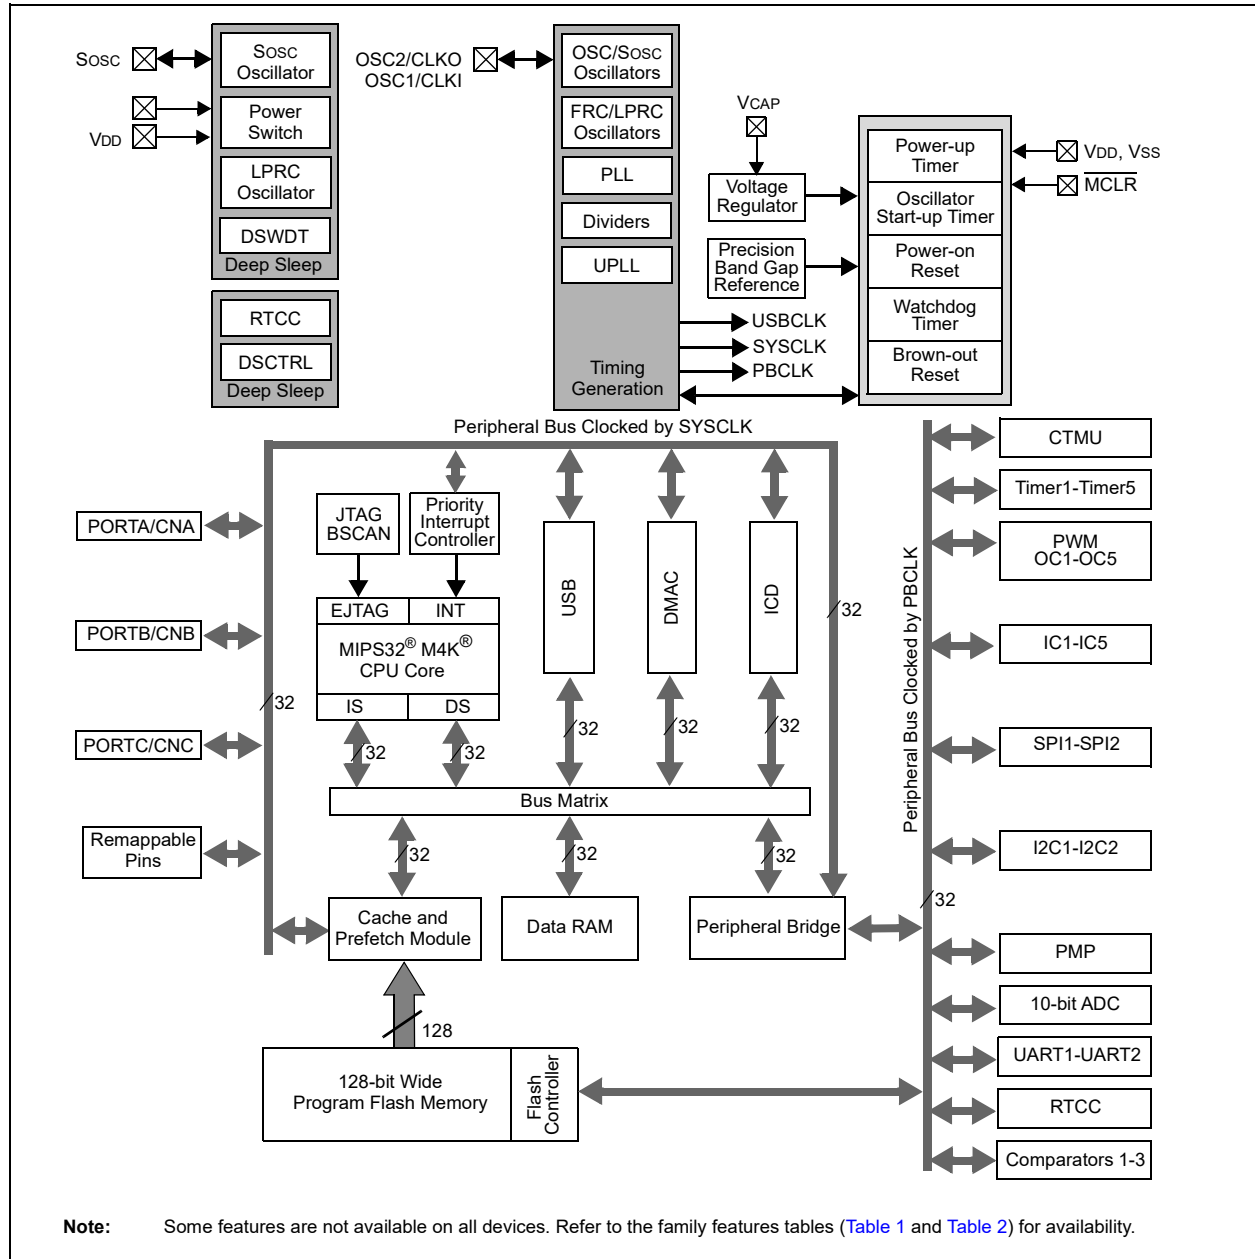 Sosc
Sosc
Oscillator
Power
Switch
VDD
LPRC
Oscillator
DSWDT
Deep Sleep
RTCC
DSCTRL
Deep Sleep
OSC2/CLKO
OSC1/CLKI
OSC/Sosc
Oscillators
FRC/LPRC
Oscillators
PLL
Dividers
UPLL
Timing
Generation
USBCLK
SYSCLK
PBCLK
VCAP
Voltage
Regulator
Precision
Band Gap
Reference
Power-up
Timer
Oscillator
Start-up Timer
Power-on
Reset
Watchdog
Timer
Brown-out
Reset
VDD, VSS
MCLR
Peripheral Bus Clocked by SYSCLK
PORTA/CNA
PORTB/CNB
PORTC/CNC
Remappable
Pins
32
JTAG
BSCAN
Priority
Interrupt
Controller
EJTAG
INT
MIPS32® M4K®
CPU Core
IS
DS
32
32
USB
32
DMAC
32
ICD
32
32
Bus Matrix
32
32
32
Cache and
Prefetch Module
Data RAM
Peripheral Bridge
128
128-bit Wide
Program Flash Memory
Flash
Controller
Peripheral Bus Clocked by PBCLK
32
CTMU
Timer1-Timer5
PWM
OC1-OC5
IC1-IC5
SPI1-SPI2
I2C1-I2C2
PMP
10-bit ADC
UART1-UART2
RTCC
Comparators 1-3
Note: Some features are not available on all devices. Refer to the family features tables (Table 1 and Table 2) for availability.